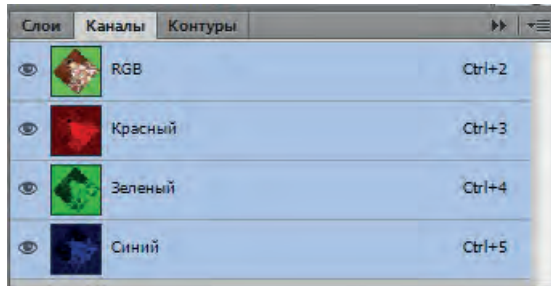 Слои Каналы Контуры
RGB Ctrl+2
Красный Ctrl+3
Зеленый Ctrl+4
Синий Ctrl+5